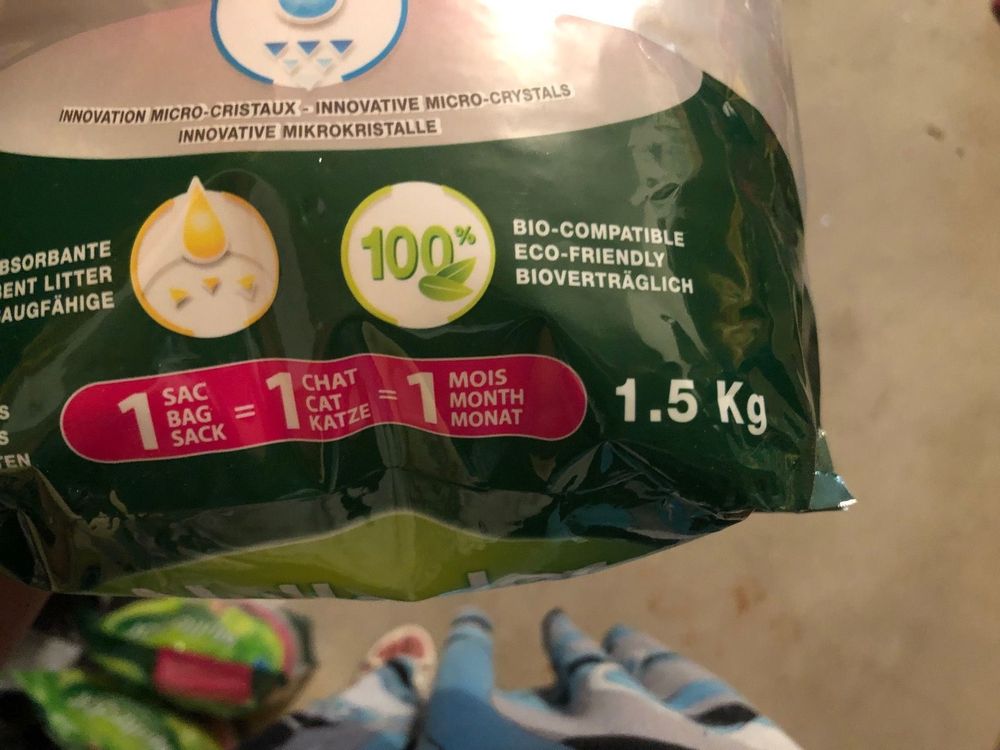 INNOVATION MICRO-CRISTAUX - INNOVATIVE MICRO-CRYSTALS
INNOVATIVE MIKROKRISTALLE
BSORBANTE
ENT LITTER
AUGFÄHIGE
100%
BIO-COMPATIBLE
ECO-FRIENDLY
BIOVERTRÄGLICH
1 SAC BAG SACK = 1 CHAT CAT KATZE = 1 MOIS MONTH MONAT
1.5 Kg
S
S
TEN